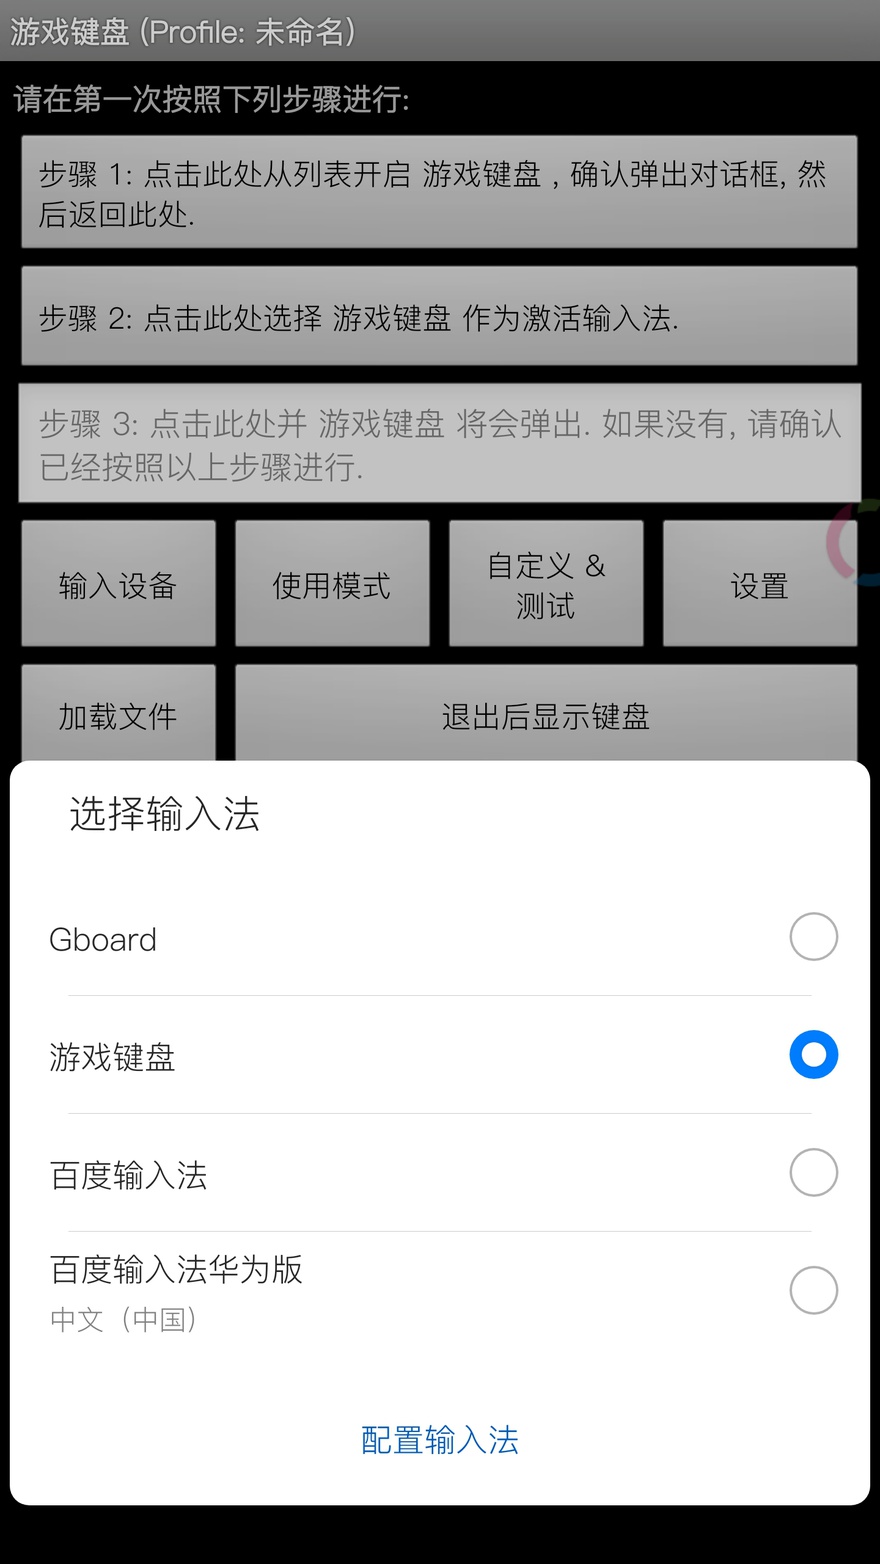 游戏键盘 (Profile: 未命名)
请在第一次按照下列步骤进行:
步骤 1: 点击此处从列表开启 游戏键盘 , 确认弹出对话框, 然
后返回此处.
步骤 2: 点击此处选择 游戏键盘 作为激活输入法.
步骤 3: 点击此处并 游戏键盘 将会弹出. 如果没有, 请确认
已经按照以上步骤进行.
输入设备
使用模式
自定义 &
测试
设置
加载文件
退出后显示键盘
选择输入法
Gboard
游戏键盘
百度输入法
百度输入法华为版
中文（中国）
配置输入法